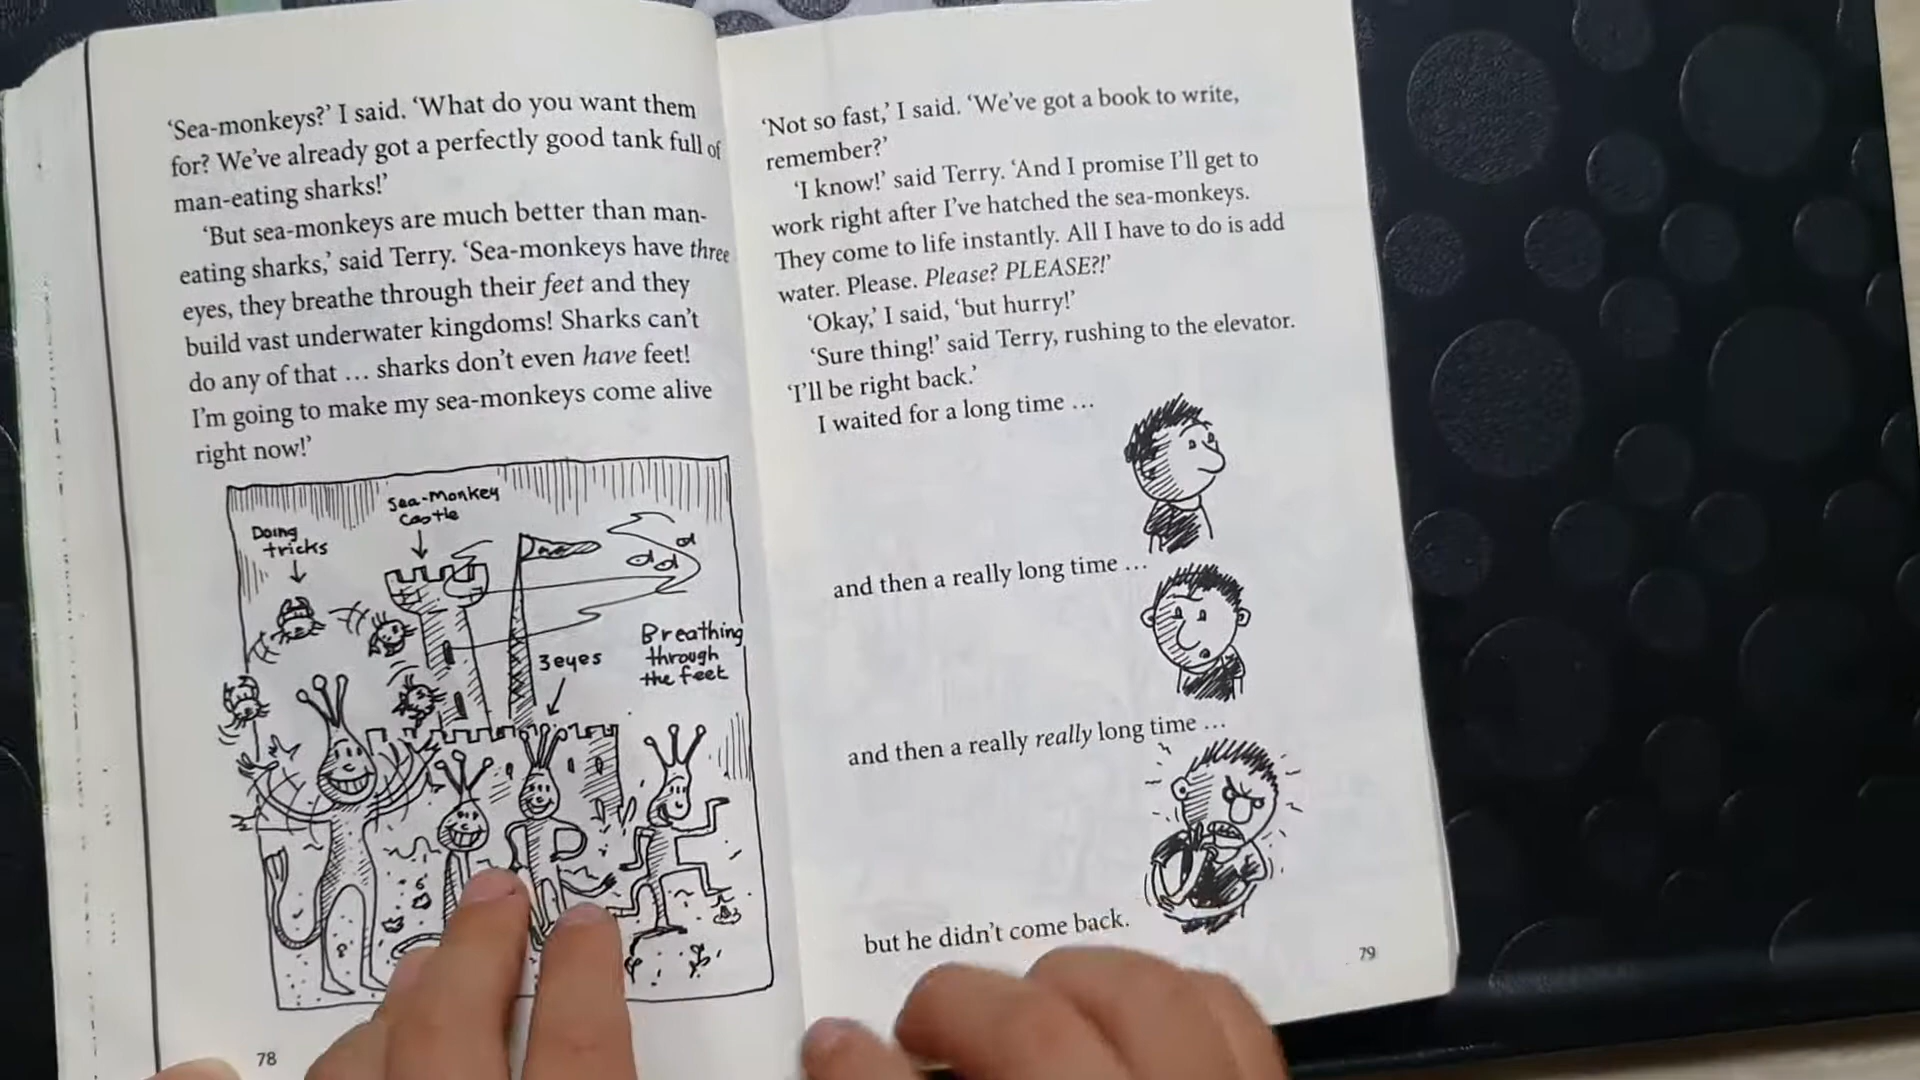 ‘Sea-monkeys?’ I said. ‘What do you want them
for? We’ve already got a perfectly good tank full of
man-eating sharks!’
‘But sea-monkeys are much better than man-
eating sharks,’ said Terry. ‘Sea-monkeys have three
eyes, they breathe through their feet and they
build vast underwater kingdoms! Sharks can’t
do any of that … sharks don’t even have feet!
I’m going to make my sea-monkeys come alive
right now!’
Sea-Monkey
Castle
Doing
tricks
3 eyes
Breathing
through
the feet
78
‘Not so fast,’ I said. ‘We’ve got a book to write,
remember?’
‘I know!’ said Terry. ‘And I promise I’ll get to
work right after I’ve hatched the sea-monkeys.
They come to life instantly. All I have to do is add
water. Please. Please? PLEASE?!’
‘Okay,’ I said, ‘but hurry!’
‘Sure thing!’ said Terry, rushing to the elevator.
‘I’ll be right back.’
I waited for a long time …
and then a really long time …
and then a really really long time …
but he didn’t come back.
79